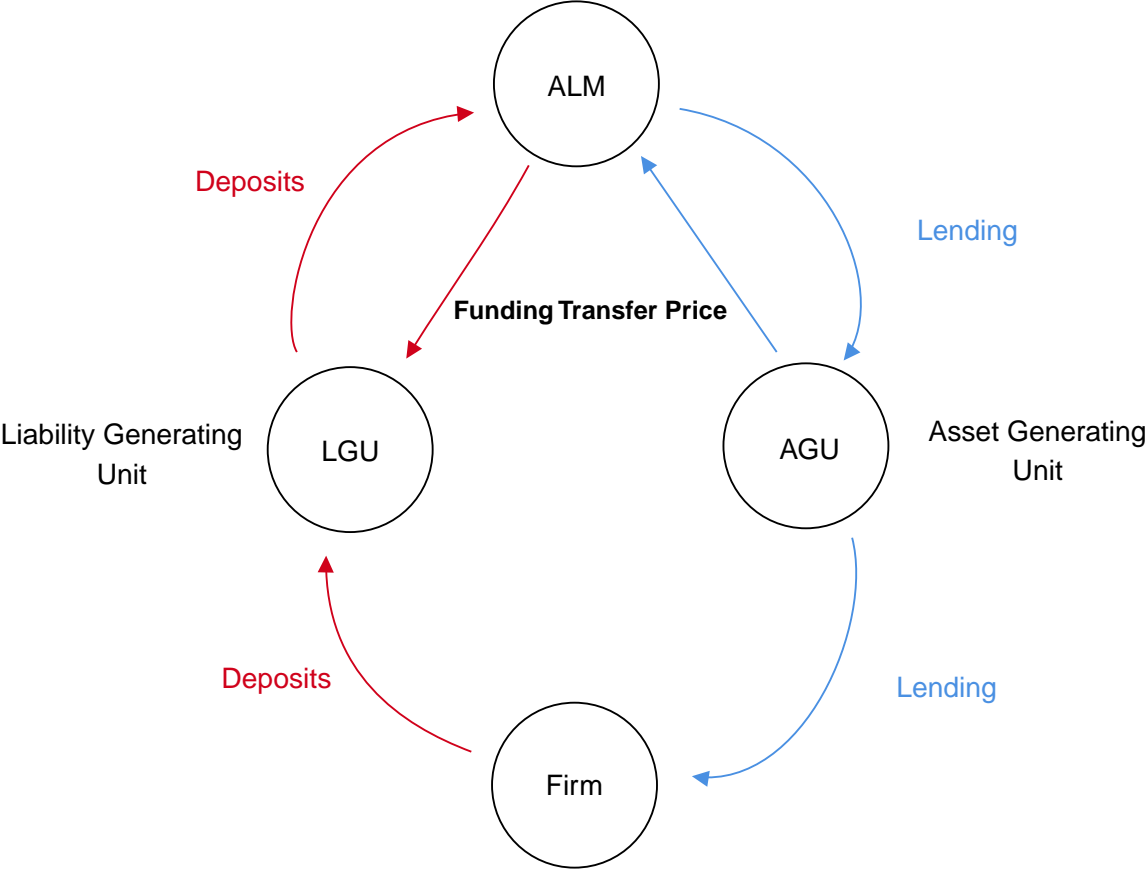 ALM
Deposits
Lending
Funding Transfer Price
Liability Generating
Unit
LGU
AGU
Asset Generating
Unit
Deposits
Lending
Firm